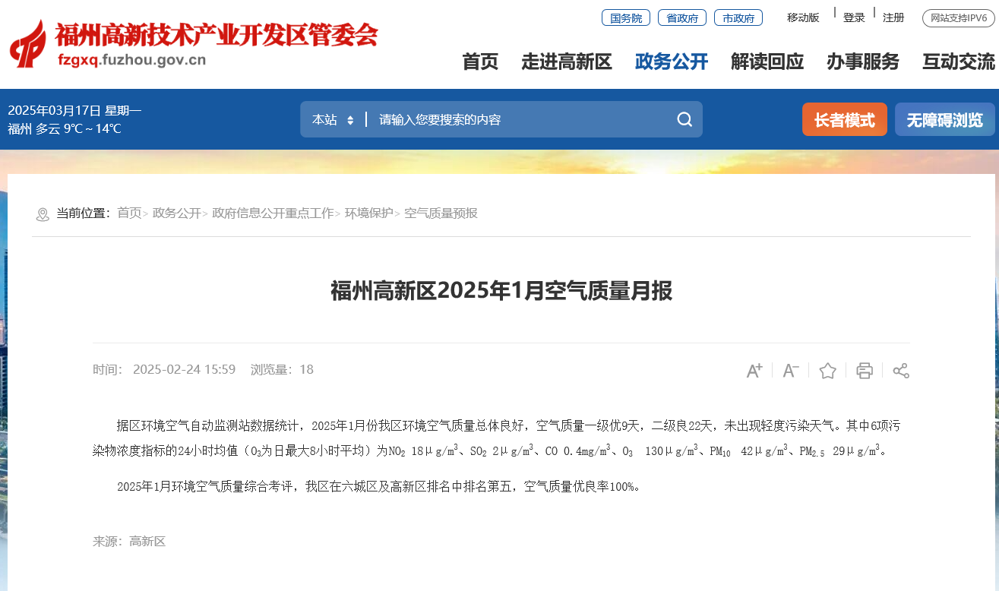 福州高新技术产业开发区管委会
fzgxq.fuzhou.gov.cn
国务院 省政府 市政府 移动版 登录 注册 网站支持IPV6
首页 走进高新区 政务公开 解读回应 办事服务 互动交流
2025年03月17日 星期一
福州 多云 9℃～14℃
本站 请输入您要搜索的内容
长者模式 无障碍浏览
当前位置：首页> 政务公开> 政府信息公开重点工作> 环境保护> 空气质量预报
福州高新区2025年1月空气质量月报
时间： 2025-02-24 15:59 浏览量：18
A+ A−
据区环境空气自动监测站数据统计，2025年1月份我区环境空气质量总体良好，空气质量一级优9天，二级良22天，未出现轻度污染天气。其中6项污
染物浓度指标的24小时均值（O₃为日最大8小时平均）为NO₂ 18μg/m³、SO₂ 2μg/m³、CO 0.4mg/m³、O₃ 130μg/m³、PM₁₀ 42μg/m³、PM₂.₅ 29μg/m³。
2025年1月环境空气质量综合考评，我区在六城区及高新区排名中排名第五，空气质量优良率100%。
来源：高新区